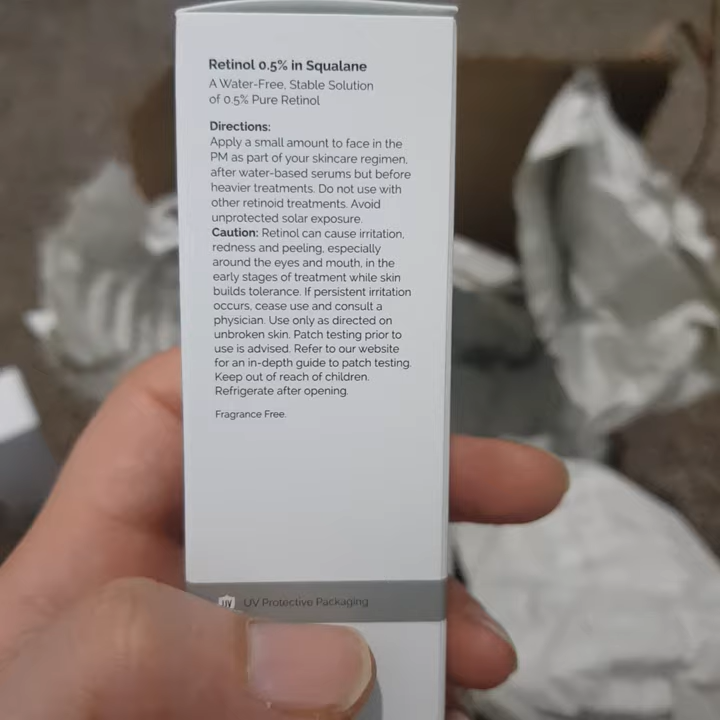 Retinol 0.5% in Squalane
A Water-Free, Stable Solution
of 0.5% Pure Retinol
Directions:
Apply a small amount to face in the
PM as part of your skincare regimen,
after water-based serums but before
heavier treatments. Do not use with
other retinoid treatments. Avoid
unprotected solar exposure.
Caution: Retinol can cause irritation,
redness and peeling, especially
around the eyes and mouth, in the
early stages of treatment while skin
builds tolerance. If persistent irritation
occurs, cease use and consult a
physician. Use only as directed on
unbroken skin. Patch testing prior to
use is advised. Refer to our website
for an in-depth guide to patch testing.
Keep out of reach of children.
Refrigerate after opening.
Fragrance Free.
UV UV Protective Packaging